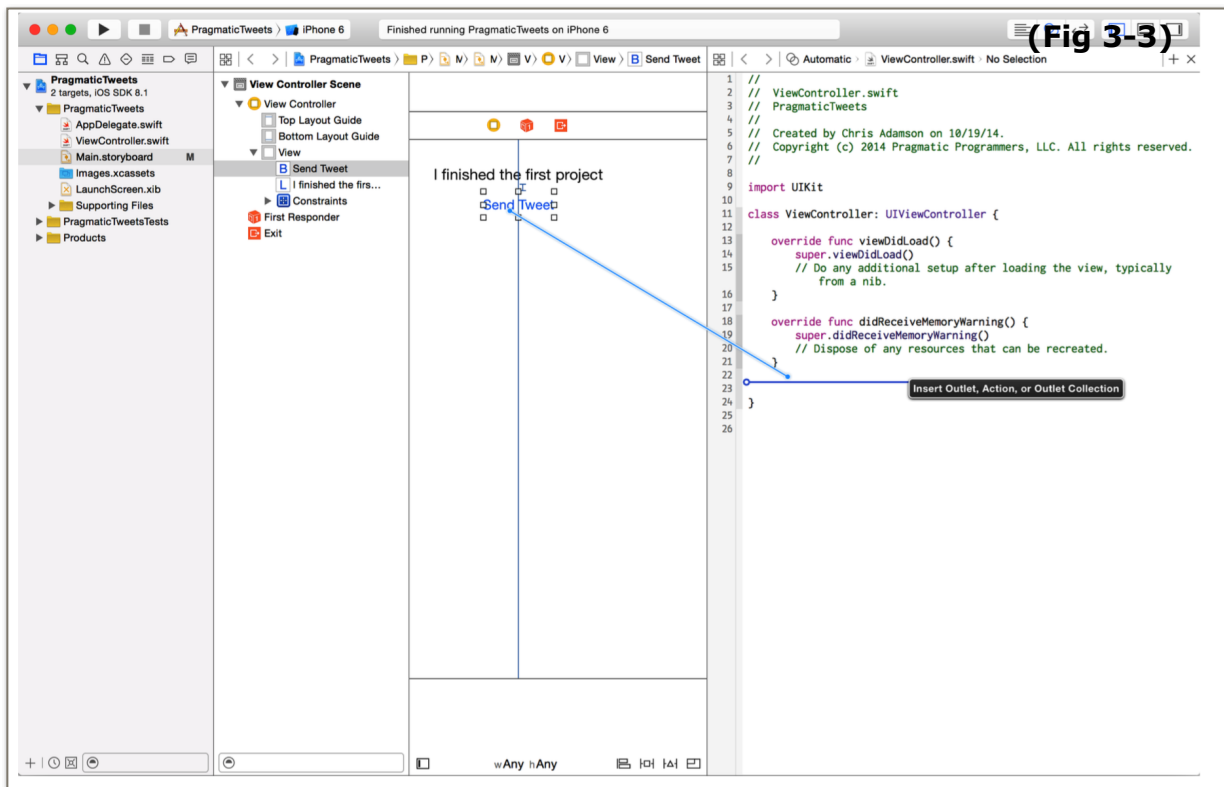 PragmaticTweets 〉 iPhone 6
Finished running PragmaticTweets on iPhone 6
(Fig 3-3)
PragmaticTweets 〉 P 〉 M 〉 M 〉 V 〉 V 〉 View 〉 B Send Tweet
Automatic 〉 ViewController.swift 〉 No Selection
PragmaticTweets
2 targets, iOS SDK 8.1
PragmaticTweets
AppDelegate.swift
ViewController.swift
Main.storyboard M
Images.xcassets
LaunchScreen.xib
Supporting Files
PragmaticTweetsTests
Products
View Controller Scene
View Controller
Top Layout Guide
Bottom Layout Guide
View
B Send Tweet
L I finished the firs...
Constraints
First Responder
Exit
I finished the first project
Send Tweet
wAny hAny
1 //
2 // ViewController.swift
3 // PragmaticTweets
4 //
5 // Created by Chris Adamson on 10/19/14.
6 // Copyright (c) 2014 Pragmatic Programmers, LLC. All rights reserved.
7 //
8
9 import UIKit
10
11 class ViewController: UIViewController {
12
13 override func viewDidLoad() {
14 super.viewDidLoad()
15 // Do any additional setup after loading the view, typically
from a nib.
16 }
17
18 override func didReceiveMemoryWarning() {
19 super.didReceiveMemoryWarning()
20 // Dispose of any resources that can be recreated.
21 }
22
23
Insert Outlet, Action, or Outlet Collection
24 }
25
26